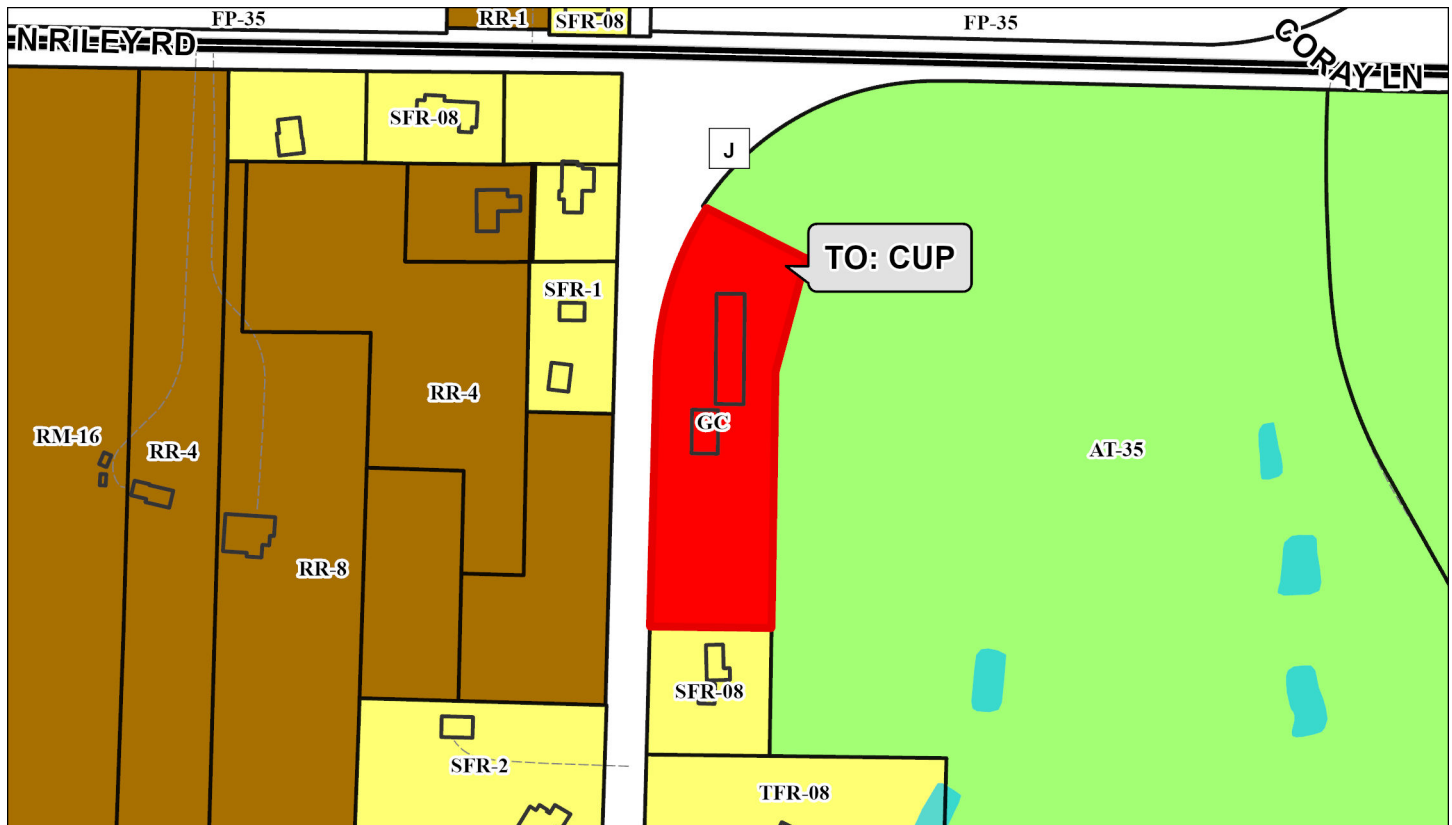 FP-35
RR-1
SFR-08
FP-35
N RILEY RD
CORAY LN
SFR-08
J
TO: CUP
SFR-1
RR-4
GC
RM-16
RR-4
AT-35
RR-8
SFR-08
SFR-2
TFR-08